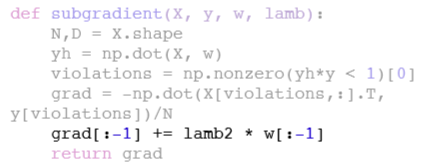 def subgradient(X, y, w, lamb):
    N,D = X.shape
    yh = np.dot(X, w)
    violations = np.nonzero(yh*y < 1)[0]
    grad = -np.dot(X[violations,:].T,
y[violations])/N
    grad[:-1] += lamb2 * w[:-1]
    return grad